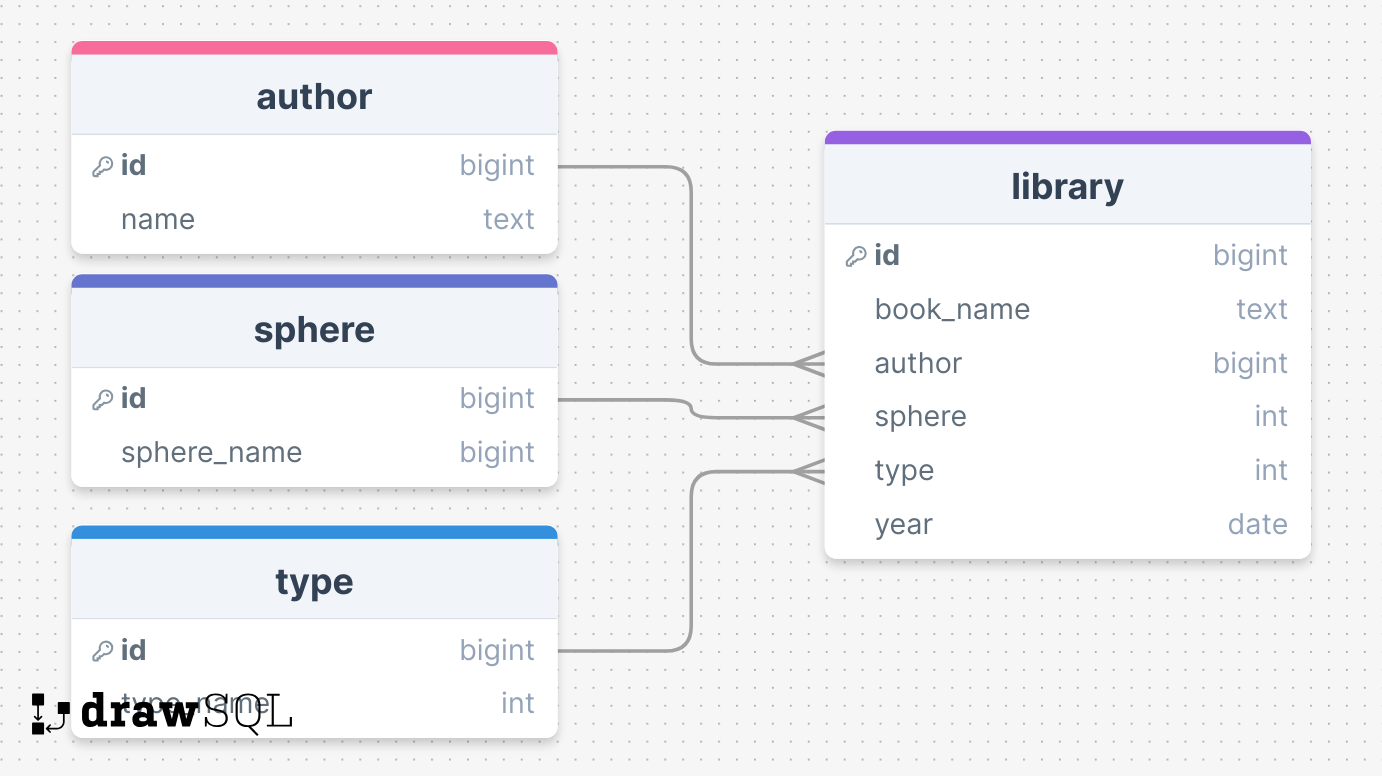 author
id bigint
name text
sphere
id bigint
sphere_name bigint
type
id bigint
type_name int
drawSQL
library
id bigint
book_name text
author bigint
sphere int
type int
year date